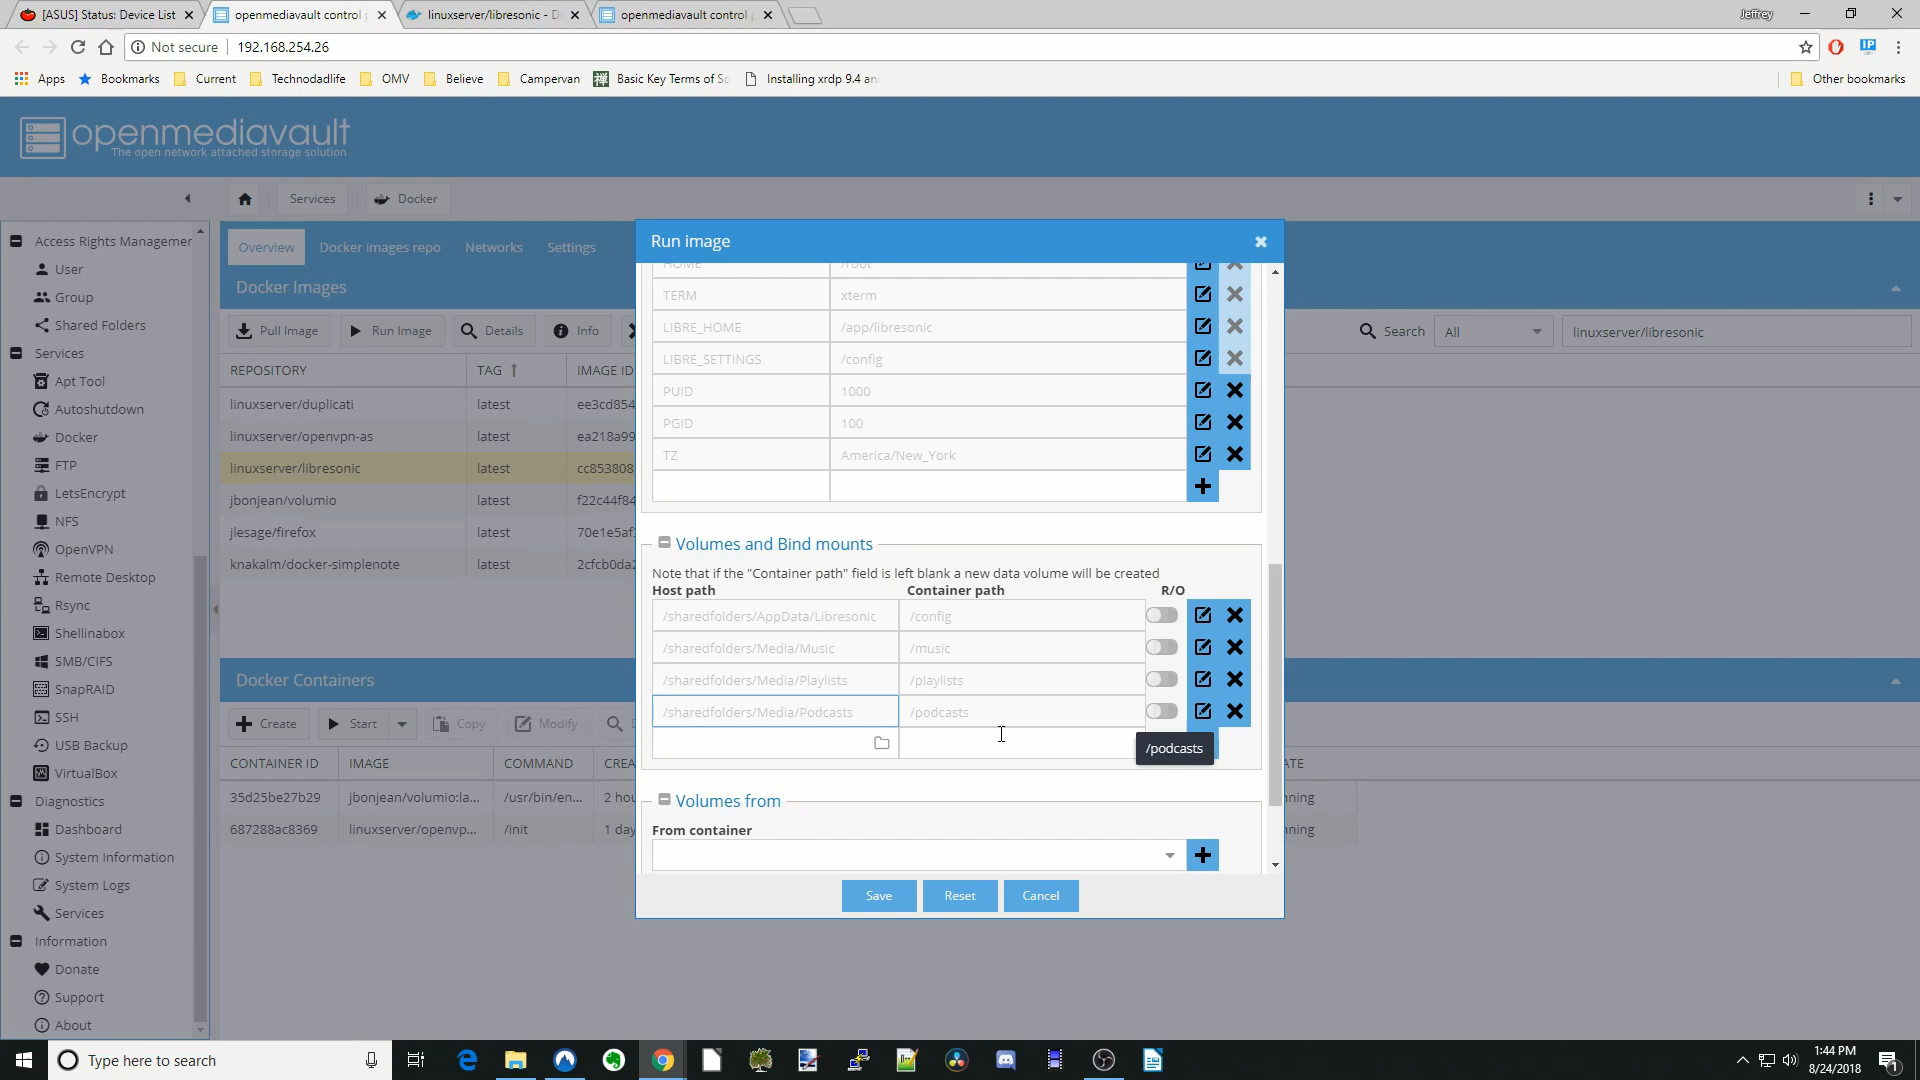 [ASUS] Status: Device List
openmediavault control
linuxserver/libresonic - D
openmediavault control
Jeffrey
Not secure
192.168.254.26
Apps
Bookmarks
Current
Technodadlife
OMV
Believe
Campervan
Basic Key Terms of Sc
Installing xrdp 9.4 an
Other bookmarks
openmediavault
The open network attached storage solution
Services
Docker
Access Rights Managemer
User
Group
Shared Folders
Services
Apt Tool
Autoshutdown
Docker
FTP
LetsEncrypt
NFS
OpenVPN
Remote Desktop
Rsync
Shellinabox
SMB/CIFS
SnapRAID
SSH
USB Backup
VirtualBox
Diagnostics
Dashboard
System Information
System Logs
Services
Information
Donate
Support
About
Overview
Docker images repo
Networks
Settings
Docker Images
Pull Image
Run Image
Details
Info
Search
All
linuxserver/libresonic
REPOSITORY TAG IMAGE ID
linuxserver/duplicati latest ee3cd854
linuxserver/openvpn-as latest ea218a99
linuxserver/libresonic latest cc853808
jbonjean/volumio latest f22c44f84
jlesage/firefox latest 70e1e5af
knakalm/docker-simplenote latest 2cfcb0da2
Docker Containers
Create
Start
Copy
Modify
D
CONTAINER ID IMAGE COMMAND CREA ATE
35d25be27b29 jbonjean/volumio:la... /usr/bin/en... 2 hou ning
687288ac8369 linuxserver/openvp... /init 1 day ning
Run image
HOME /root
TERM xterm
LIBRE_HOME /app/libresonic
LIBRE_SETTINGS /config
PUID 1000
PGID 100
TZ America/New_York
Volumes and Bind mounts
Note that if the "Container path" field is left blank a new data volume will be created
Host path Container path R/O
/sharedfolders/AppData/Libresonic /config
/sharedfolders/Media/Music /music
/sharedfolders/Media/Playlists /playlists
/sharedfolders/Media/Podcasts /podcasts
/podcasts
Volumes from
From container
Save
Reset
Cancel
Type here to search
1:44 PM
8/24/2018
1